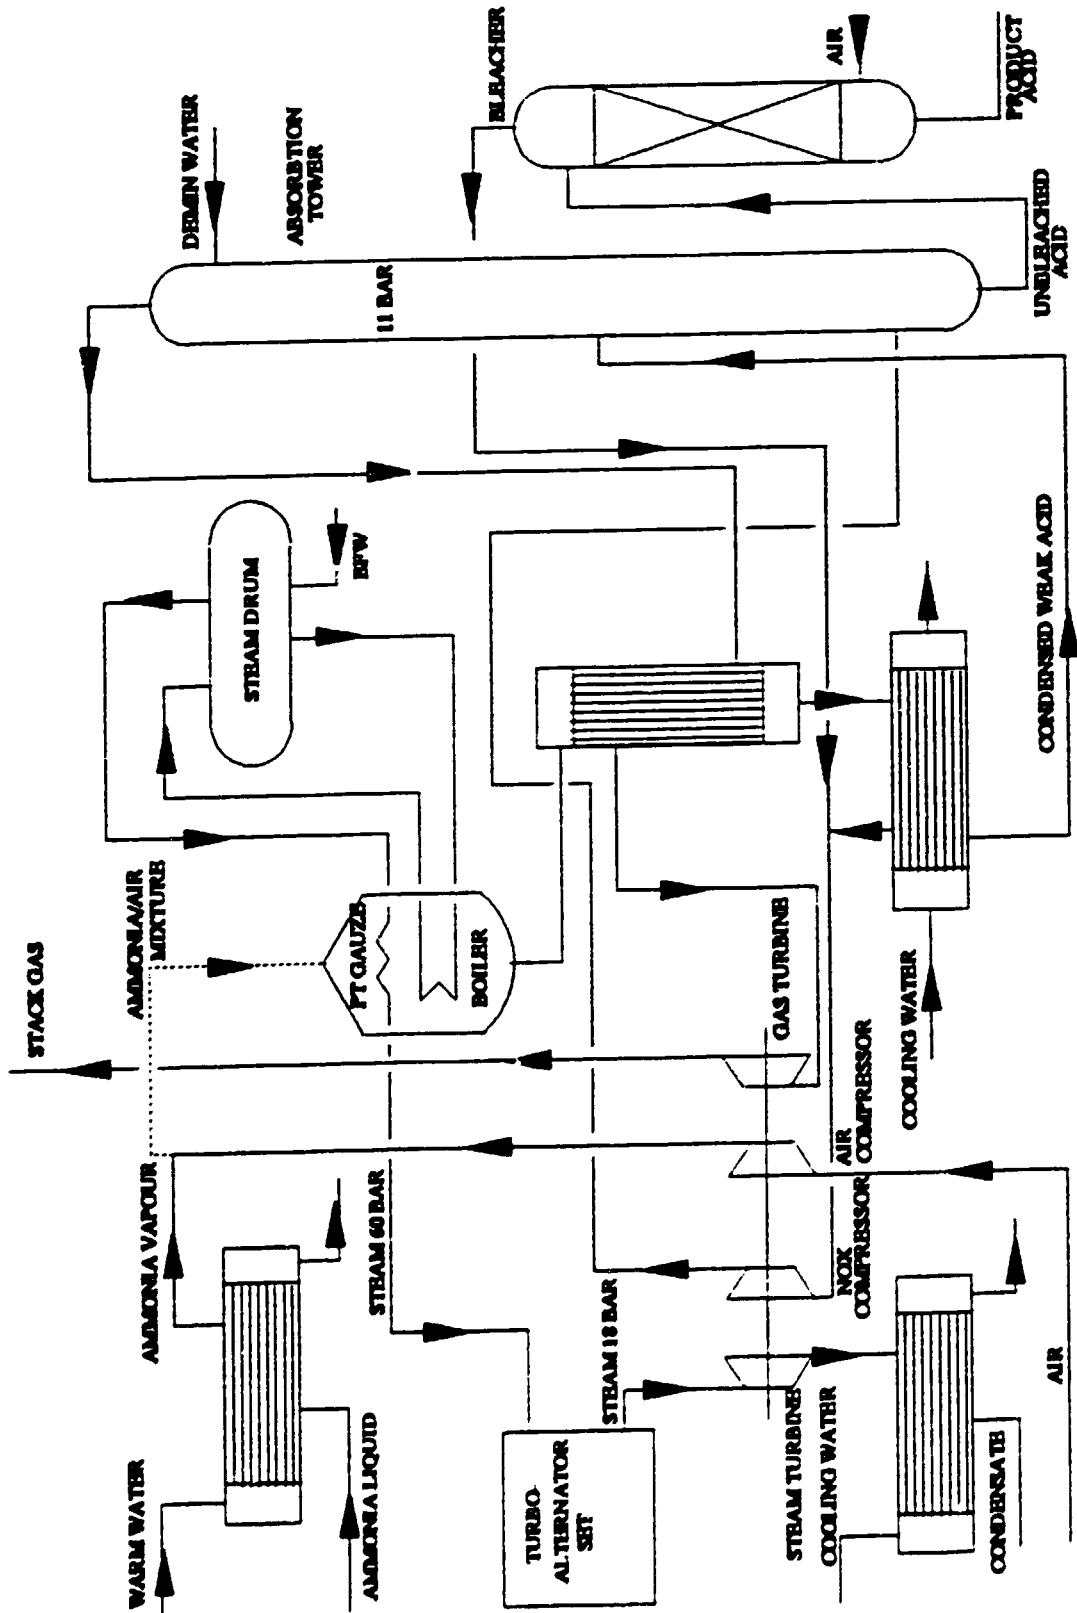 WARM WATER
AMMONIA LIQUID
AMMONIA VAPOUR
AMMONIA/AIR
MIXTURE
STACK GAS
STEAM 60 BAR
STEAM 18 BAR
TURBO-
ALTERNATOR
SET
STEAM TURBINE
COOLING WATER
CONDENSATE
AIR
NOX
COMPRESSOR
AIR
COMPRESSOR
GAS TURBINE
COOLING WATER
PT GAUZE
BOILER
STEAM DRUM
BFW
CONDENSED WEAK ACID
DEMIN WATER
ABSORBTION
TOWER
11 BAR
UNBLEACHED
ACID
BLEACHER
AIR
PRODUCT
ACID